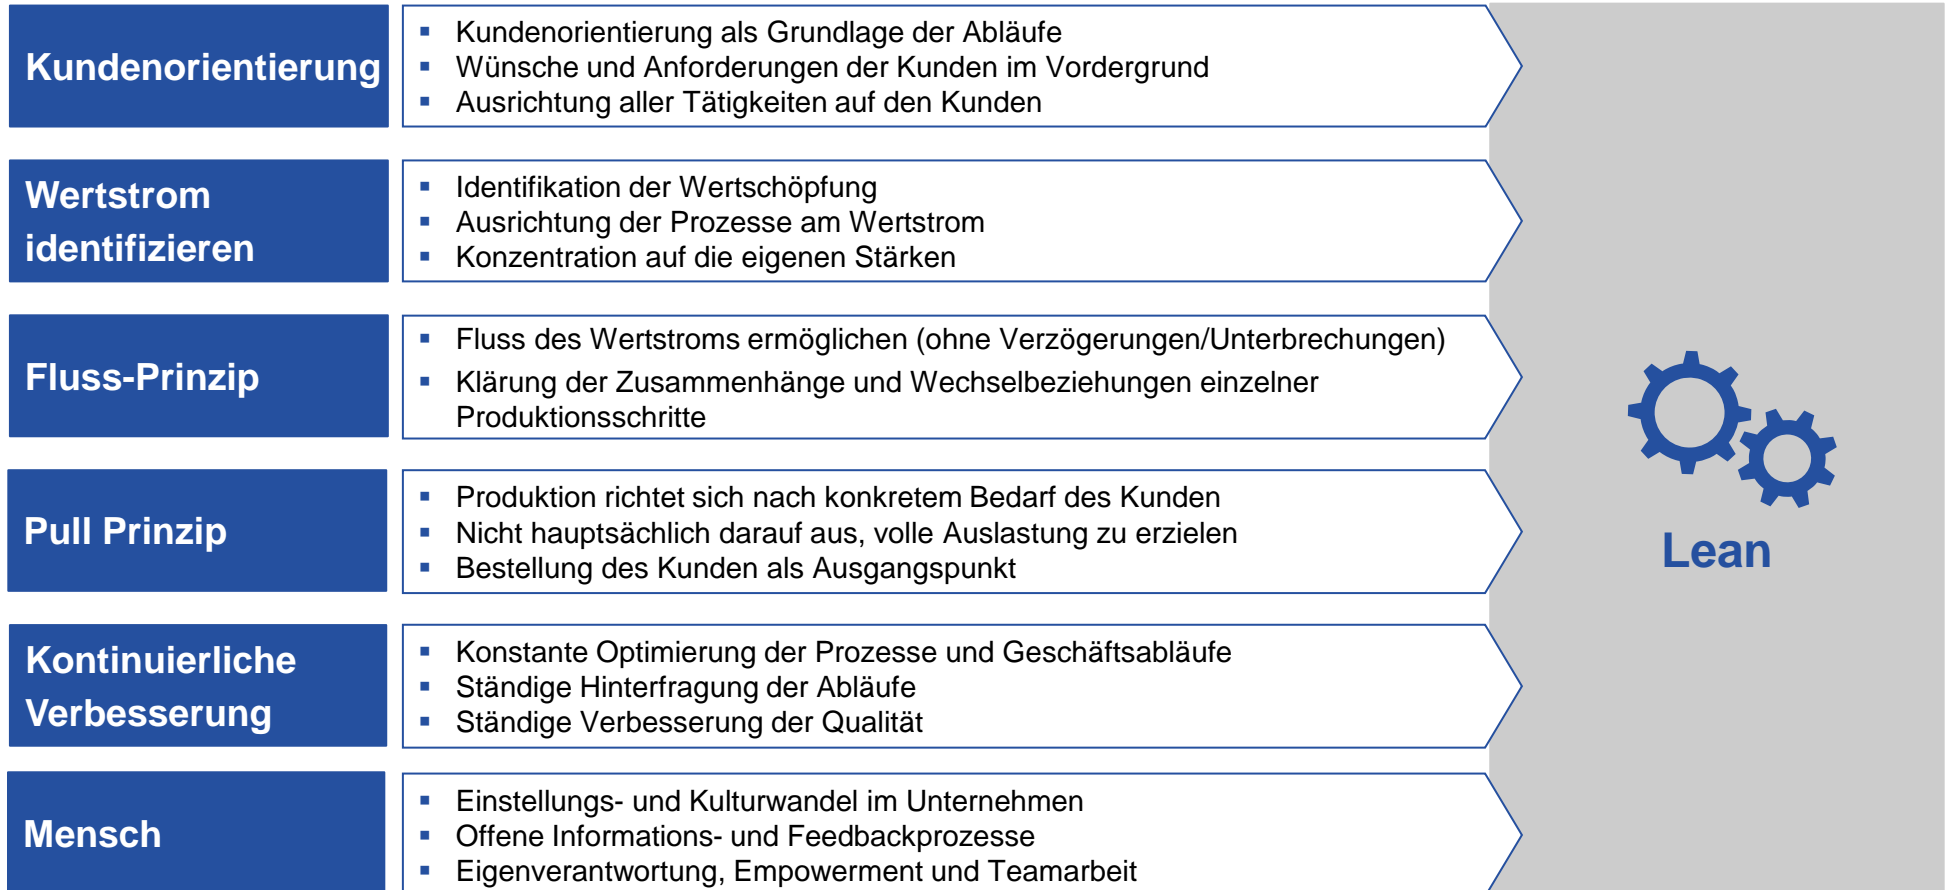 Kundenorientierung
▪ Kundenorientierung als Grundlage der Abläufe
▪ Wünsche und Anforderungen der Kunden im Vordergrund
▪ Ausrichtung aller Tätigkeiten auf den Kunden
Wertstrom
identifizieren
▪ Identifikation der Wertschöpfung
▪ Ausrichtung der Prozesse am Wertstrom
▪ Konzentration auf die eigenen Stärken
Fluss-Prinzip
▪ Fluss des Wertstroms ermöglichen (ohne Verzögerungen/Unterbrechungen)
▪ Klärung der Zusammenhänge und Wechselbeziehungen einzelner
Produktionsschritte
Pull Prinzip
▪ Produktion richtet sich nach konkretem Bedarf des Kunden
▪ Nicht hauptsächlich darauf aus, volle Auslastung zu erzielen
▪ Bestellung des Kunden als Ausgangspunkt
Kontinuierliche
Verbesserung
▪ Konstante Optimierung der Prozesse und Geschäftsabläufe
▪ Ständige Hinterfragung der Abläufe
▪ Ständige Verbesserung der Qualität
Mensch
▪ Einstellungs- und Kulturwandel im Unternehmen
▪ Offene Informations- und Feedbackprozesse
▪ Eigenverantwortung, Empowerment und Teamarbeit
Lean